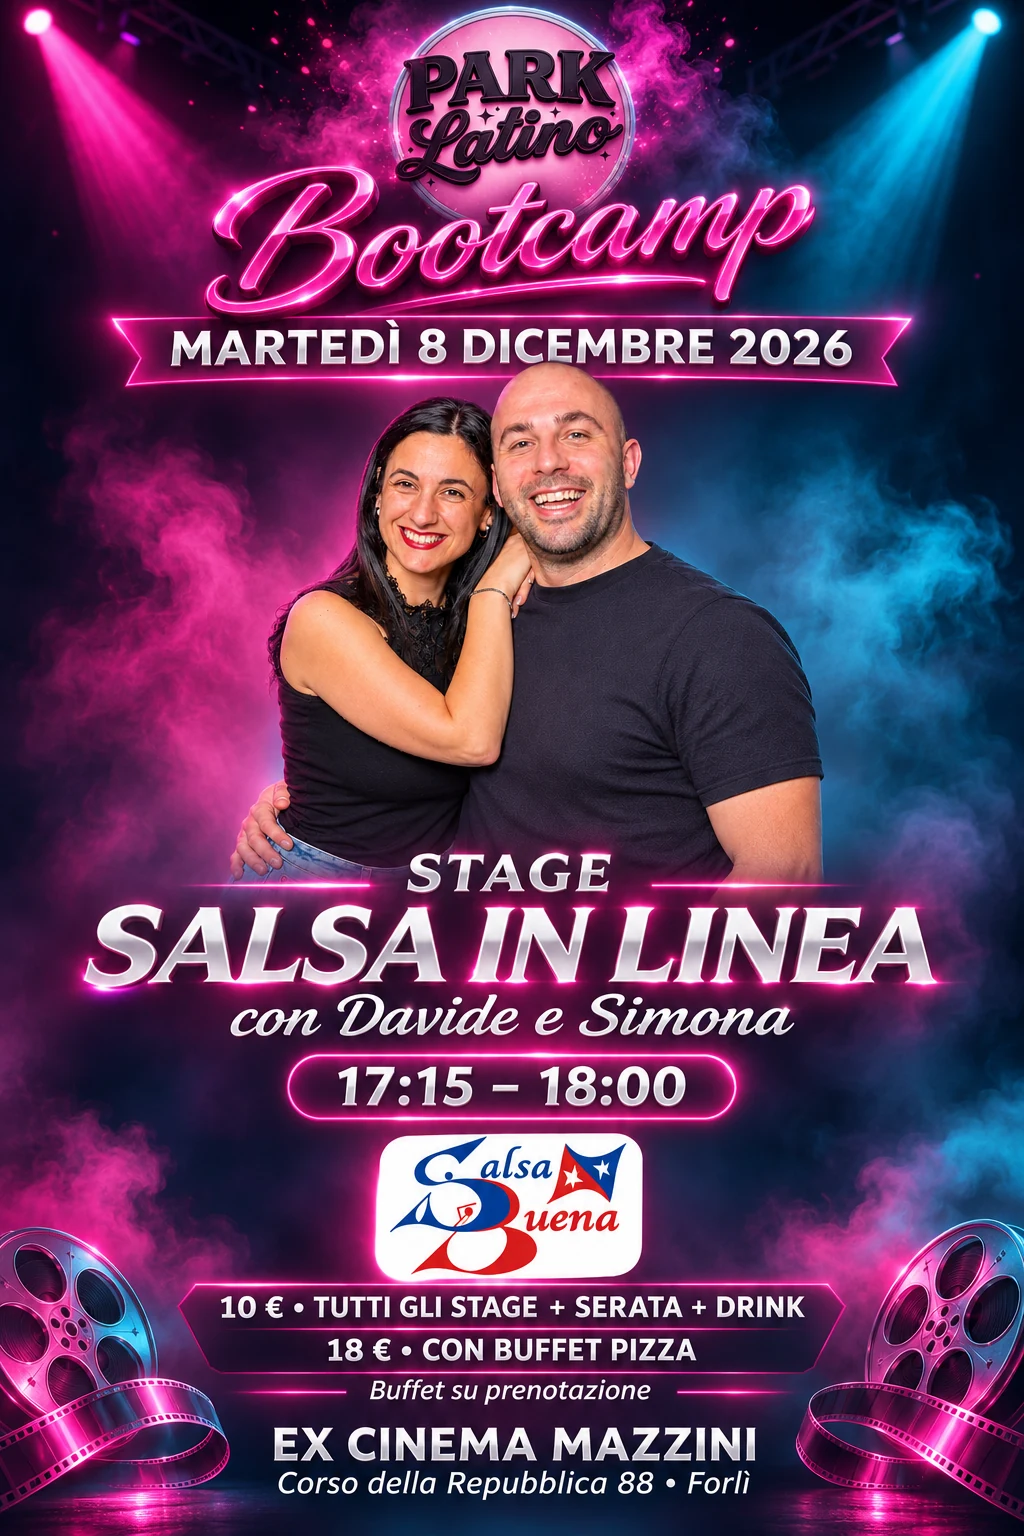 PARK
Latino
Bootcamp
MARTEDÌ 8 DICEMBRE 2026
STAGE
SALSA IN LINEA
con Davide e Simona
17:15 – 18:00
Salsa
Buena
10 € • TUTTI GLI STAGE + SERATA + DRINK
18 € • CON BUFFET PIZZA
Buffet su prenotazione
EX CINEMA MAZZINI
Corso della Repubblica 88 • Forlì